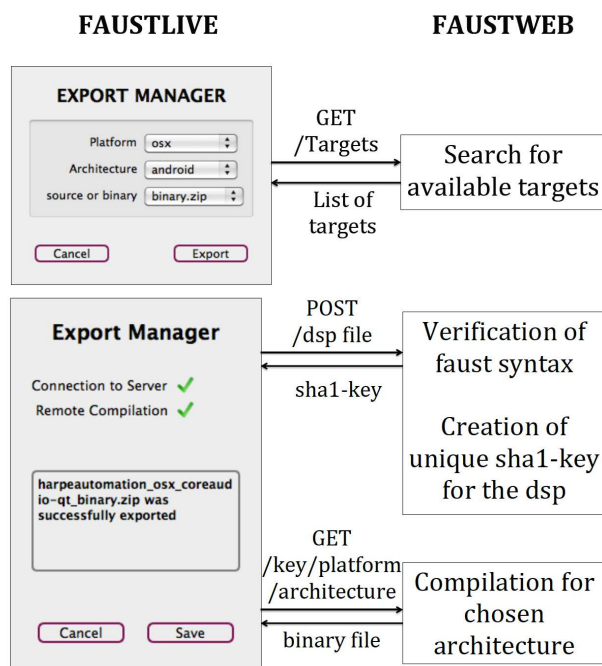 FAUSTLIVE
FAUSTWEB
EXPORT MANAGER
Platform osx
Architecture android
source or binary binary.zip
Cancel Export
GET
/Targets
List of
targets
Search for
available targets
Export Manager
Connection to Server
Remote Compilation
harpeautomation_osx_coreaud
io-qt_binary.zip was
successfully exported
Cancel Save
POST
/dsp file
sha1-key
Verification of
faust syntax
Creation of
unique sha1-key
for the dsp
GET
/key/platform
/architecture
binary file
Compilation for
chosen
architecture